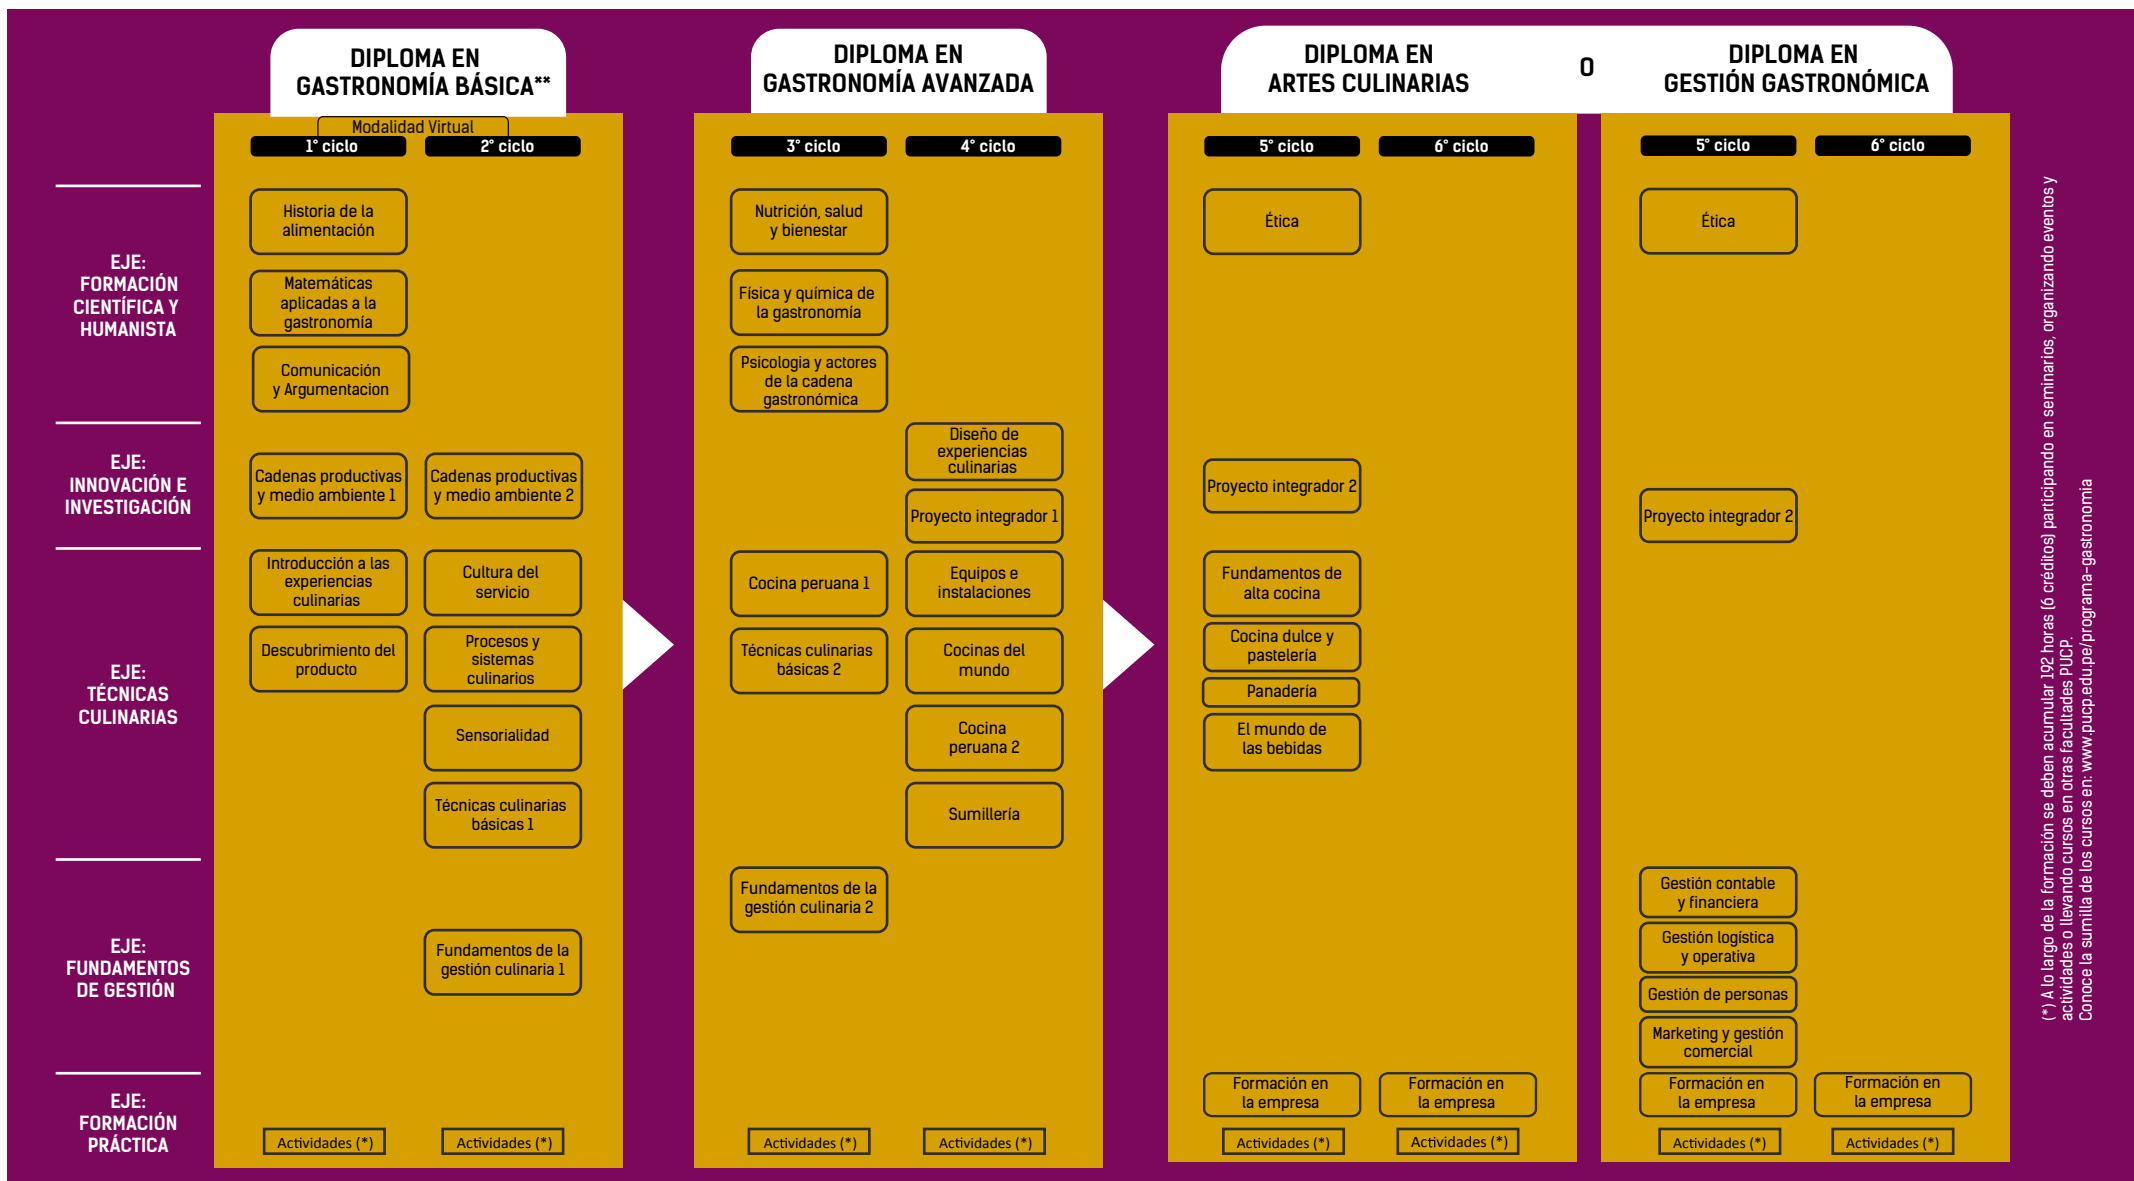 DIPLOMA EN
GASTRONOMÍA BÁSICA**
DIPLOMA EN
GASTRONOMÍA AVANZADA
DIPLOMA EN
ARTES CULINARIAS
O
DIPLOMA EN
GESTIÓN GASTRONÓMICA
Modalidad Virtual
1° ciclo
2° ciclo
3° ciclo
4° ciclo
5° ciclo
6° ciclo
5° ciclo
6° ciclo
EJE:
FORMACIÓN
CIENTÍFICA Y
HUMANISTA
Historia de la
alimentación
Matemáticas
aplicadas a la
gastronomía
Comunicación
y Argumentacion
Nutrición, salud
y bienestar
Física y química de
la gastronomía
Psicologia y actores
de la cadena
gastronómica
Ética
Ética
EJE:
INNOVACIÓN E
INVESTIGACIÓN
Cadenas productivas
y medio ambiente 1
Cadenas productivas
y medio ambiente 2
Diseño de
experiencias
culinarias
Proyecto integrador 1
Proyecto integrador 2
Proyecto integrador 2
EJE:
TÉCNICAS
CULINARIAS
Introducción a las
experiencias
culinarias
Descubrimiento del
producto
Cultura del
servicio
Procesos y
sistemas
culinarios
Sensorialidad
Técnicas culinarias
básicas 1
Cocina peruana 1
Técnicas culinarias
básicas 2
Equipos e
instalaciones
Cocinas del
mundo
Cocina
peruana 2
Sumillería
Fundamentos de
alta cocina
Cocina dulce y
pastelería
Panadería
El mundo de
las bebidas
EJE:
FUNDAMENTOS
DE GESTIÓN
Fundamentos de la
gestión culinaria 1
Fundamentos de la
gestión culinaria 2
Gestión contable
y financiera
Gestión logística
y operativa
Gestión de personas
Marketing y gestión
comercial
EJE:
FORMACIÓN
PRÁCTICA
Formación en
la empresa
Formación en
la empresa
Formación en
la empresa
Formación en
la empresa
Actividades (*)
Actividades (*)
Actividades (*)
Actividades (*)
Actividades (*)
Actividades (*)
Actividades (*)
Actividades (*)
(*) A lo largo de la formación se deben acumular 192 horas (6 créditos) participando en seminarios, organizando eventos y
actividades o llevando cursos en otras facultades PUCP.
Conoce la sumilla de los cursos en: www.pucp.edu.pe/programa-gastronomia